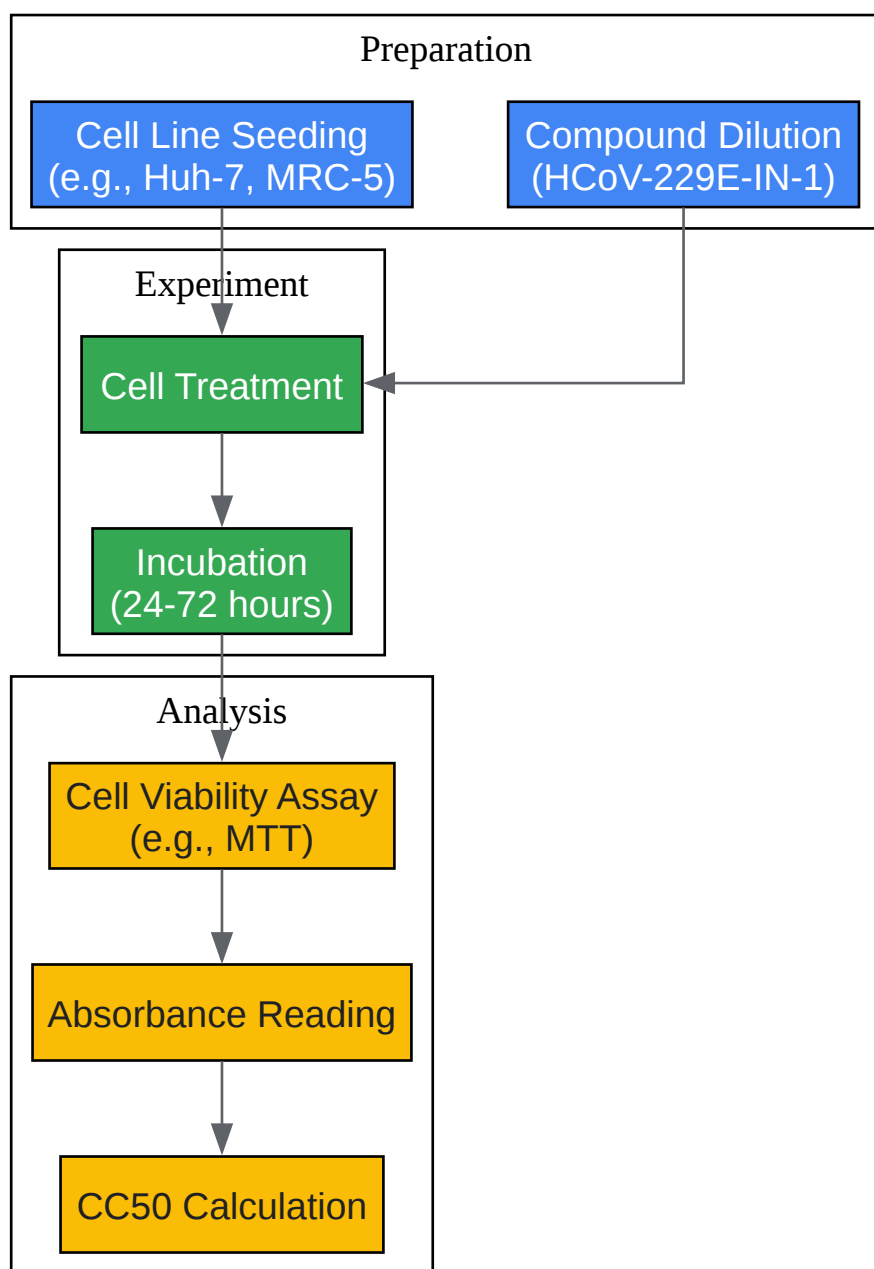 Preparation
Cell Line Seeding
(e.g., Huh-7, MRC-5)
Compound Dilution
(HCoV-229E-IN-1)
Experiment
Cell Treatment
Incubation
(24-72 hours)
Analysis
Cell Viability Assay
(e.g., MTT)
Absorbance Reading
CC50 Calculation